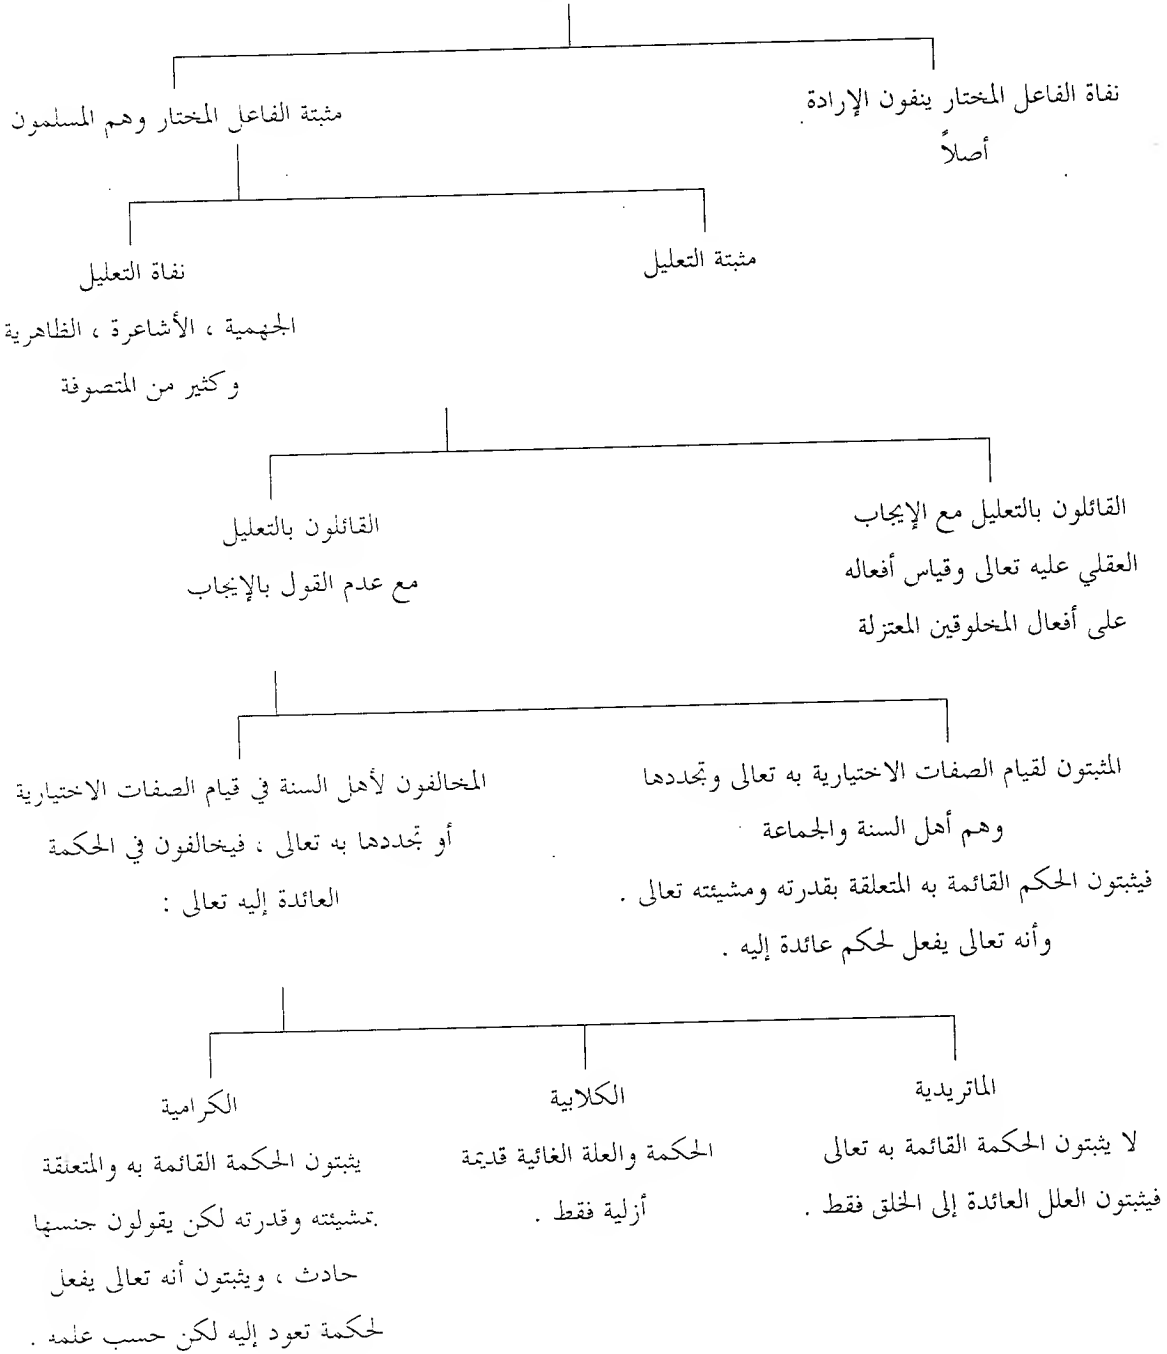 نفاة الفاعل المختار ينفون الإرادة
أصلاً
مثبتة الفاعل المختار وهم المسلمون
مثبتة التعليل
نفاة التعليل
الجهمية ، الأشاعرة ، الظاهرية
وكثير من المتصوفة
القائلون بالتعليل مع الإيجاب
العقلي عليه تعالى وقياس أفعاله
على أفعال المخلوقين المعتزلة
القائلون بالتعليل
مع عدم القول بالإيجاب
المثبتون لقيام الصفات الاختيارية به تعالى وتجددها
وهم أهل السنة والجماعة
فيثبتون الحكم القائمة به المتعلقة بقدرته ومشيئته تعالى .
وأنه تعالى يفعل لحكم عائدة إليه .
المخالفون لأهل السنة في قيام الصفات الاختيارية
أو تجددها به تعالى ، فيخالفون في الحكمة
العائدة إليه تعالى :
الماتريدية
لا يثبتون الحكمة القائمة به تعالى
فيثبتون العلل العائدة إلى الخلق فقط .
الكلابية
الحكمة والعلة الغائية قديمة
أزلية فقط .
الكرامية
يثبتون الحكمة القائمة به والمتعلقة
بمشيئته وقدرته لكن يقولون جنسها
حادث ، ويثبتون أنه تعالى يفعل
لحكمة تعود إليه لكن حسب علمه .